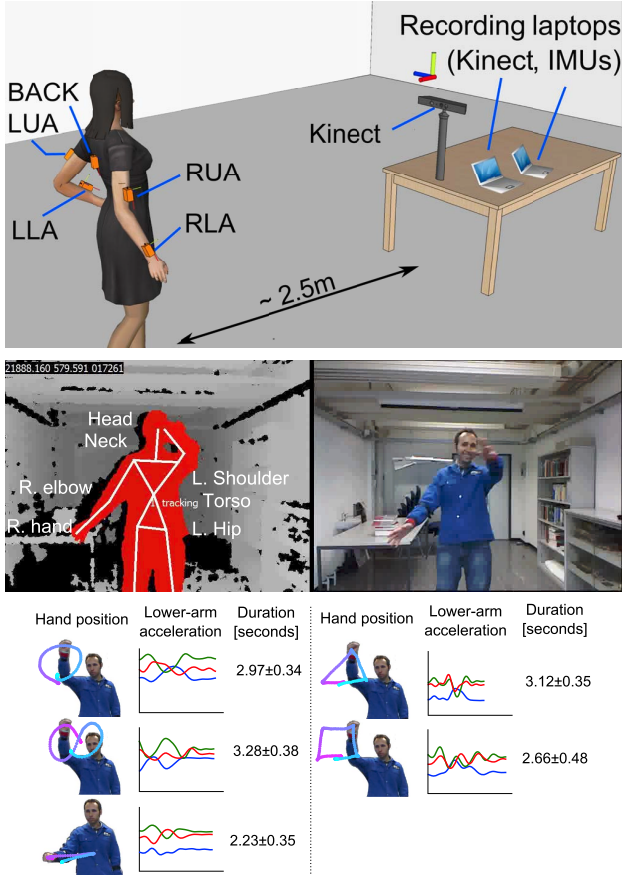 Recording laptops
(Kinect, IMUs)
BACK
LUA
Kinect
RUA
LLA
RLA
~ 2.5m
21888.160 579.591 017261
Head
Neck
R. elbow
L. Shoulder
tracking
Torso
R. hand
L. Hip
Hand position
Lower-arm
acceleration
Duration
[seconds]
Hand position
Lower-arm
acceleration
Duration
[seconds]
2.97±0.34
3.12±0.35
3.28±0.38
2.66±0.48
2.23±0.35